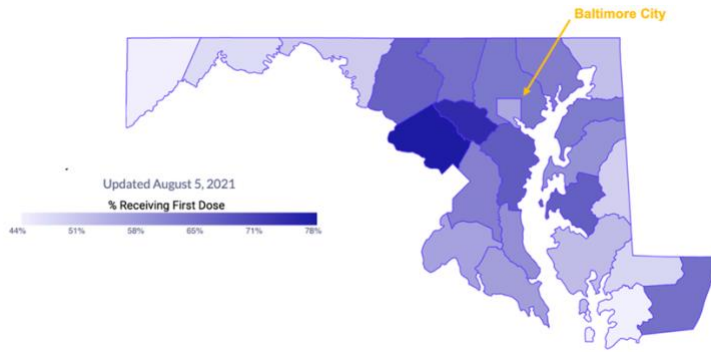 Baltimore City
Updated August 5, 2021
% Receiving First Dose
44% 51% 58% 65% 71% 78%